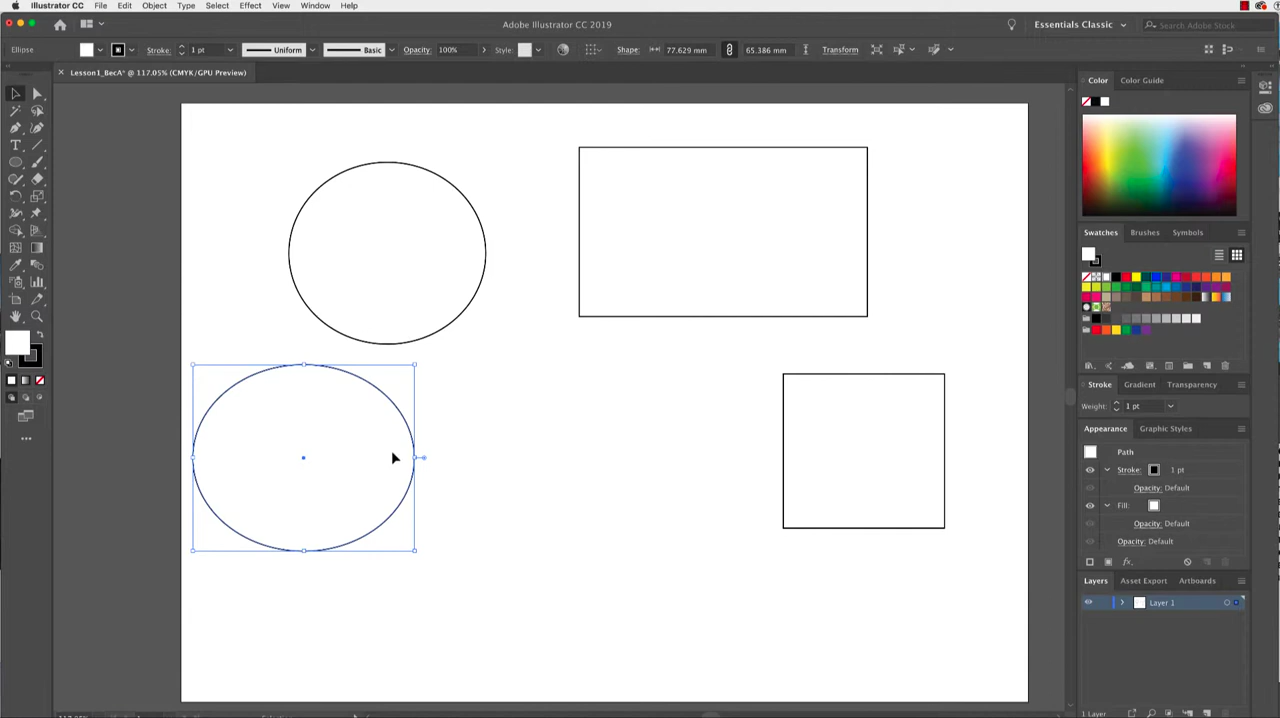 Illustrator CC File Edit Object Type Select Effect View Window Help
Adobe Illustrator CC 2019
Essentials Classic
Search Adobe Stock
Ellipse Stroke: 1 pt Uniform Basic Opacity: 100% Style: Shape: 77.629 mm 65.386 mm Transform
Lesson1_BecA* @ 117.05% (CMYK/GPU Preview)
Color Color Guide
Swatches Brushes Symbols
Stroke Gradient Transparency
Weight: 1 pt
Appearance Graphic Styles
Path
Stroke: 1 pt
Opacity: Default
Fill:
Opacity: Default
Opacity: Default
Layers Asset Export Artboards
Layer 1
1 Layer